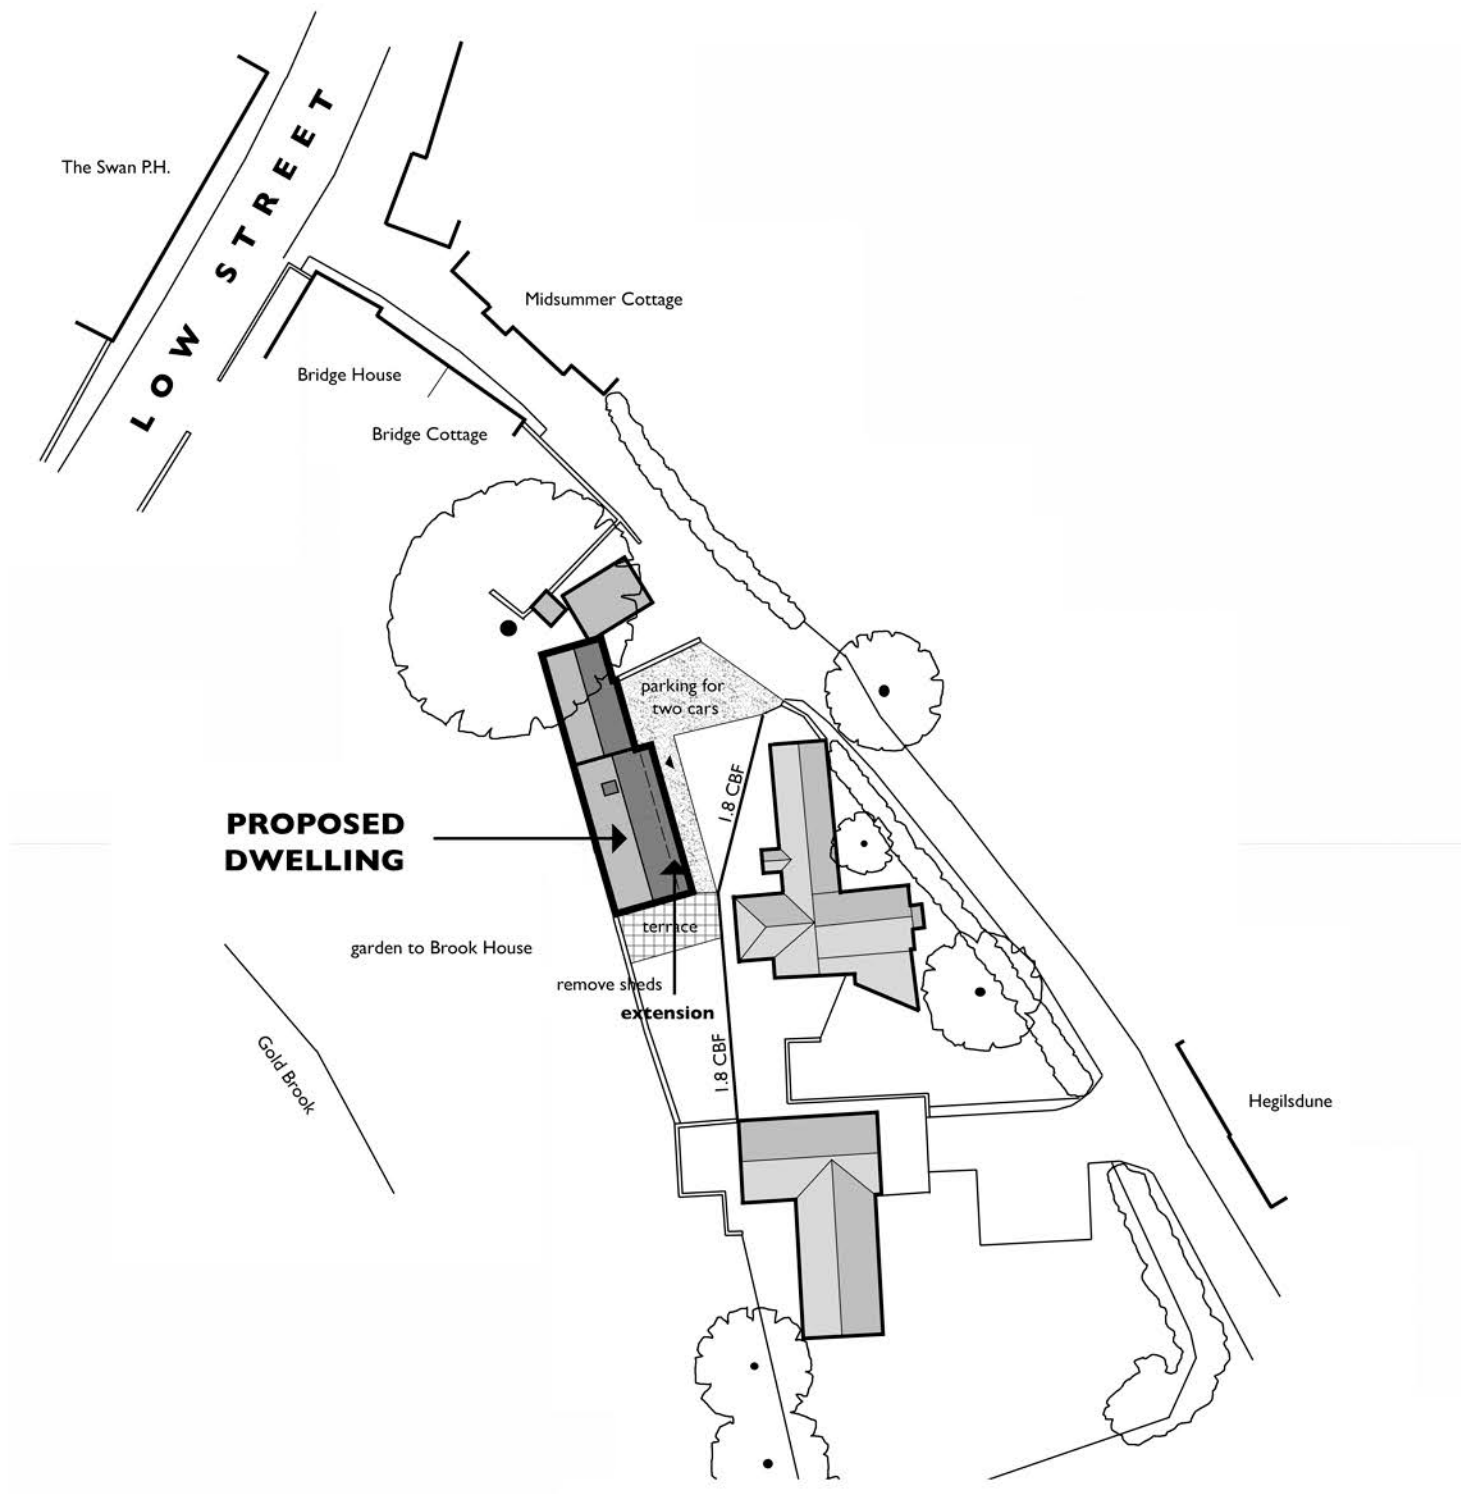 The Swan P.H.
LOW STREET
Midsummer Cottage
Bridge House
Bridge Cottage
parking for
two cars
1.8 CBF
PROPOSED
DWELLING
terrace
garden to Brook House
remove sheds
extension
1.8 CBF
Gold Brook
Hegilsdune